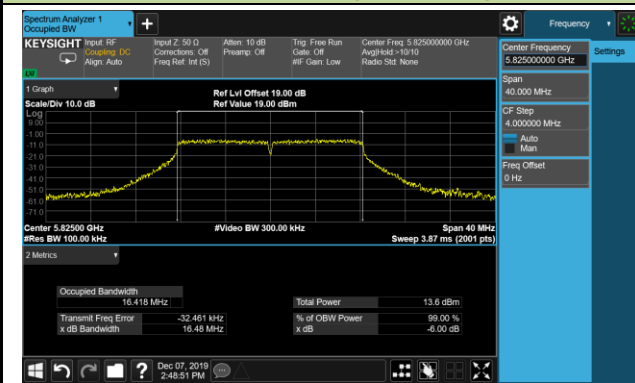 Spectrum Analyzer 1
Occupied BW
+
Frequency
KEYSIGHT
Input: RF
Coupling: DC
Align: Auto
Input Z: 50 Ω
Corrections: Off
Freq Ref: Int (S)
Atten: 10 dB
Preamp: Off
Trig: Free Run
Gate: Off
#IF Gain: Low
Center Freq: 5.825000000 GHz
Avg|Hold:>10/10
Radio Std: None
Center Frequency
5.825000000 GHz
Settings
Span
40.000 MHz
CF Step
4.000000 MHz
Auto
Man
Freq Offset
0 Hz
1 Graph
Scale/Div 10.0 dB
Ref Lvl Offset 19.00 dB
Ref Value 19.00 dBm
Log
9.00
-1.00
-11.0
-21.0
-31.0
-41.0
-51.0
-61.0
-71.0
Center 5.82500 GHz
#Res BW 100.00 kHz
#Video BW 300.00 kHz
Span 40 MHz
Sweep 3.87 ms (2001 pts)
2 Metrics
Occupied Bandwidth
16.418 MHz
Total Power 13.6 dBm
Transmit Freq Error -32.461 kHz
% of OBW Power 99.00 %
x dB Bandwidth 16.48 MHz
x dB -6.00 dB
?
Dec 07, 2019
2:48:51 PM